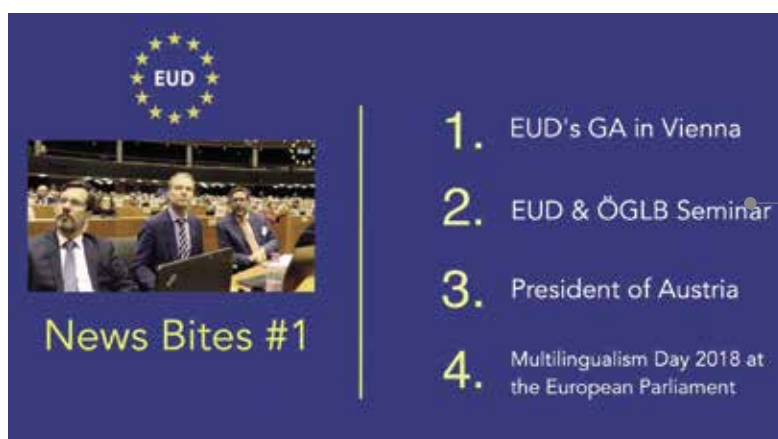 EUD
News Bites #1
1. EUD's GA in Vienna
2. EUD & ÖGLB Seminar
3. President of Austria
4. Multilingualism Day 2018 at
the European Parliament